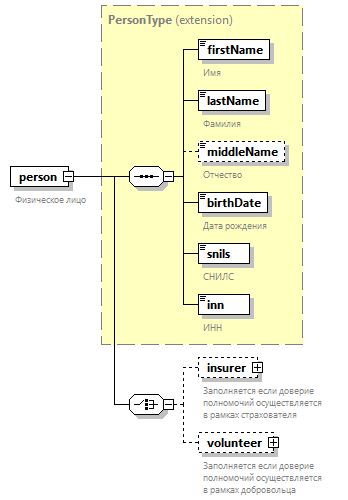 PersonType (extension)
firstName
Имя
lastName
Фамилия
middleName
Отчество
person
Физическое лицо
birthDate
Дата рождения
snils
СНИЛС
inn
ИНН
insurer
Заполняется если доверие
полномочий осуществляется
в рамках страхователя
volunteer
Заполняется если доверие
полномочий осуществляется
в рамках добровольца